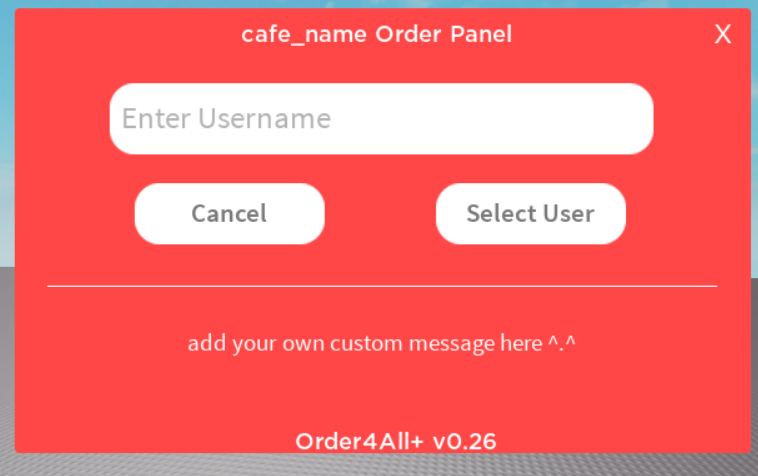 cafe_name Order Panel X
Enter Username
Cancel Select User
add your own custom message here ^.^
Order4All+ v0.26